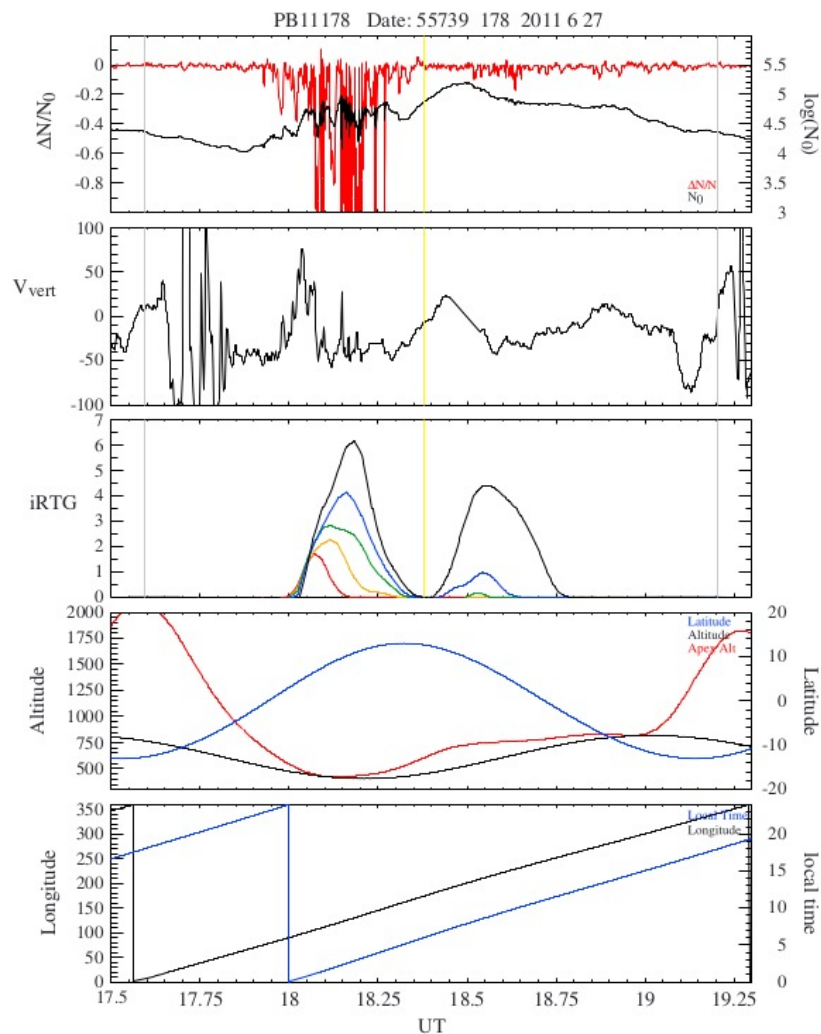 PB11178 Date: 55739 178 2011 6 27
0
-0.2
-0.4
-0.6
-0.8
ΔN/N0
5.5
5
4.5
4
3.5
3
log(N0)
ΔN/N
N0
100
50
0
-50
-100
Vvert
7
6
5
4
3
2
1
0
iRTG
2000
1750
1500
1250
1000
750
500
Altitude
20
10
0
-10
-20
Latitude
Latitude
Altitude
Apex Alt
350
300
250
200
150
100
50
0
Longitude
20
15
10
5
0
local time
Local Time
Longitude
17.5 17.75 18 18.25 18.5 18.75 19 19.25
UT